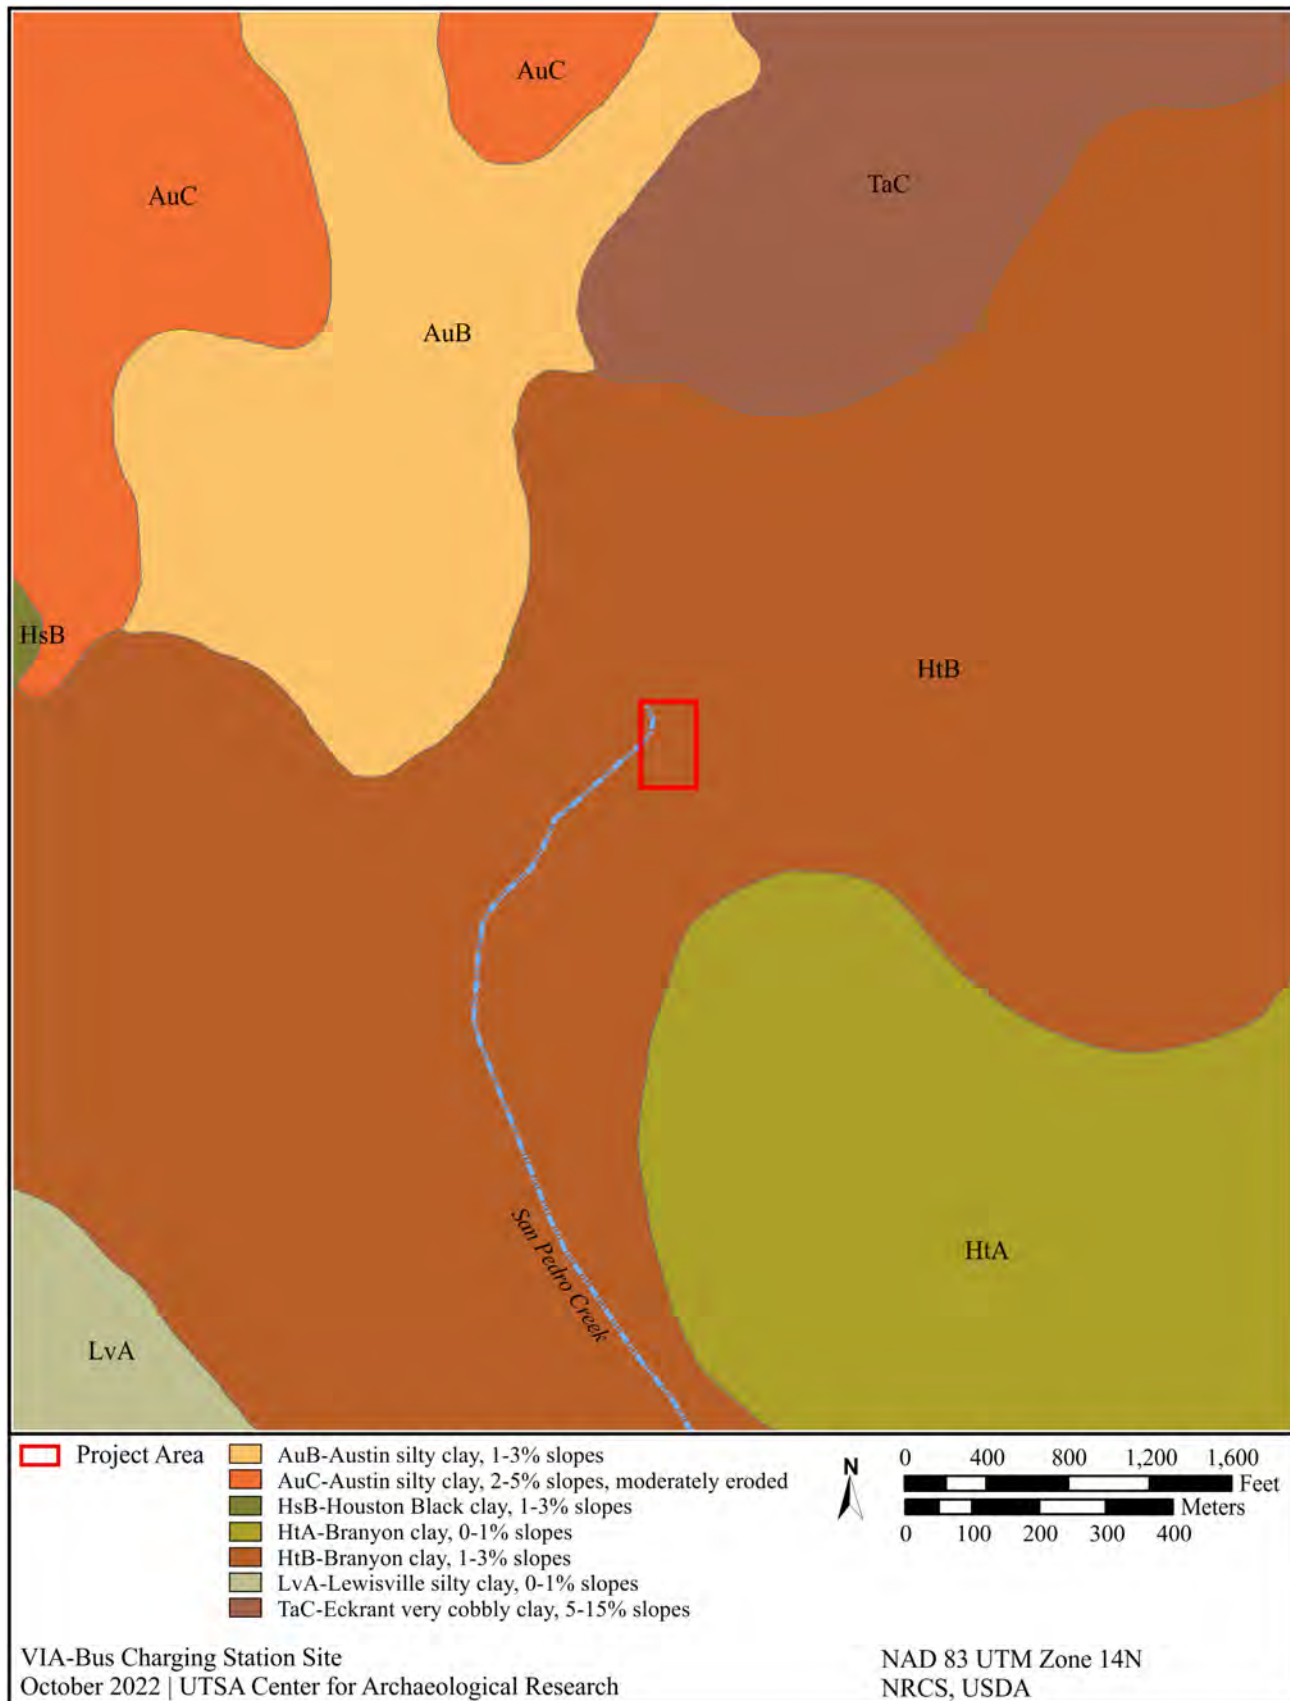 AuC
AuC
TaC
AuB
HsB
HtB
San Pedro Creek
HtA
LvA
Project Area
AuB-Austin silty clay, 1-3% slopes
AuC-Austin silty clay, 2-5% slopes, moderately eroded
HsB-Houston Black clay, 1-3% slopes
HtA-Branyon clay, 0-1% slopes
HtB-Branyon clay, 1-3% slopes
LvA-Lewisville silty clay, 0-1% slopes
TaC-Eckrant very cobbly clay, 5-15% slopes
N
0 400 800 1,200 1,600
Feet
Meters
0 100 200 300 400
VIA-Bus Charging Station Site
October 2022 | UTSA Center for Archaeological Research
NAD 83 UTM Zone 14N
NRCS, USDA